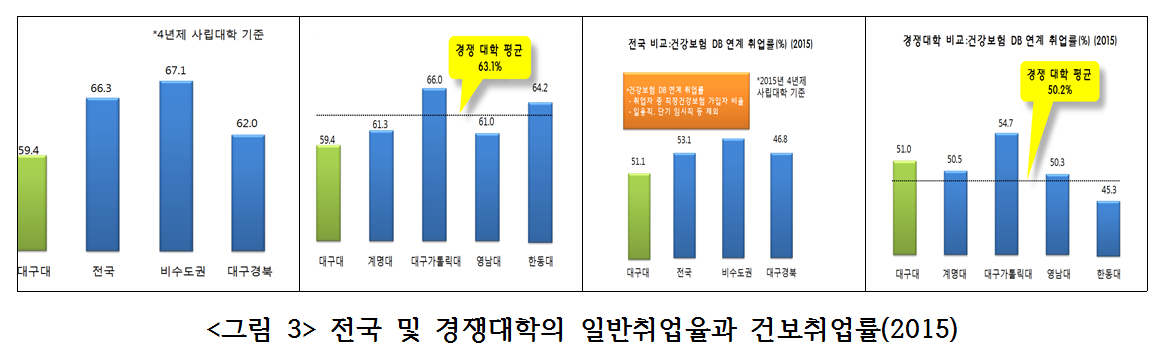 *4년제 사립대학 기준
59.4
66.3
67.1
62.0
대구대
전국
비수도권
대구경북
경쟁 대학 평균
63.1%
59.4
61.3
66.0
61.0
64.2
대구대
계명대
대구가톨릭대
영남대
한동대
전국 비교:건강보험 DB 연계 취업률(%) (2015)
*건강보험 DB 연계 취업률
- 취업자 중 직장건강보험 가입자 비율
- 일용직, 단기 임시직 등 제외
*2015년 4년제
사립대학 기준
51.1
53.1
46.8
대구대
전국
비수도권
대구경북
경쟁대학 비교:건강보험 DB 연계 취업률(%) (2015)
경쟁 대학 평균
50.2%
51.0
50.5
54.7
50.3
45.3
대구대
계명대
대구가톨릭대
영남대
한동대
<그림 3> 전국 및 경쟁대학의 일반취업율과 건보취업률(2015)